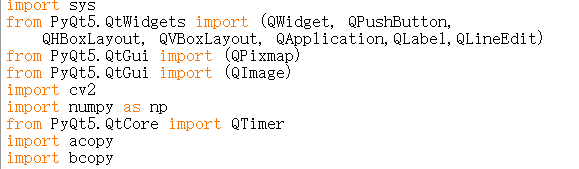 import sys
from PyQt5.QtWidgets import (QWidget, QPushButton,
    QHBoxLayout, QVBoxLayout, QApplication,QLabel,QLineEdit)
from PyQt5.QtGui import (QPixmap)
from PyQt5.QtGui import (QImage)
import cv2
import numpy as np
from PyQt5.QtCore import QTimer
import acopy
import bcopy